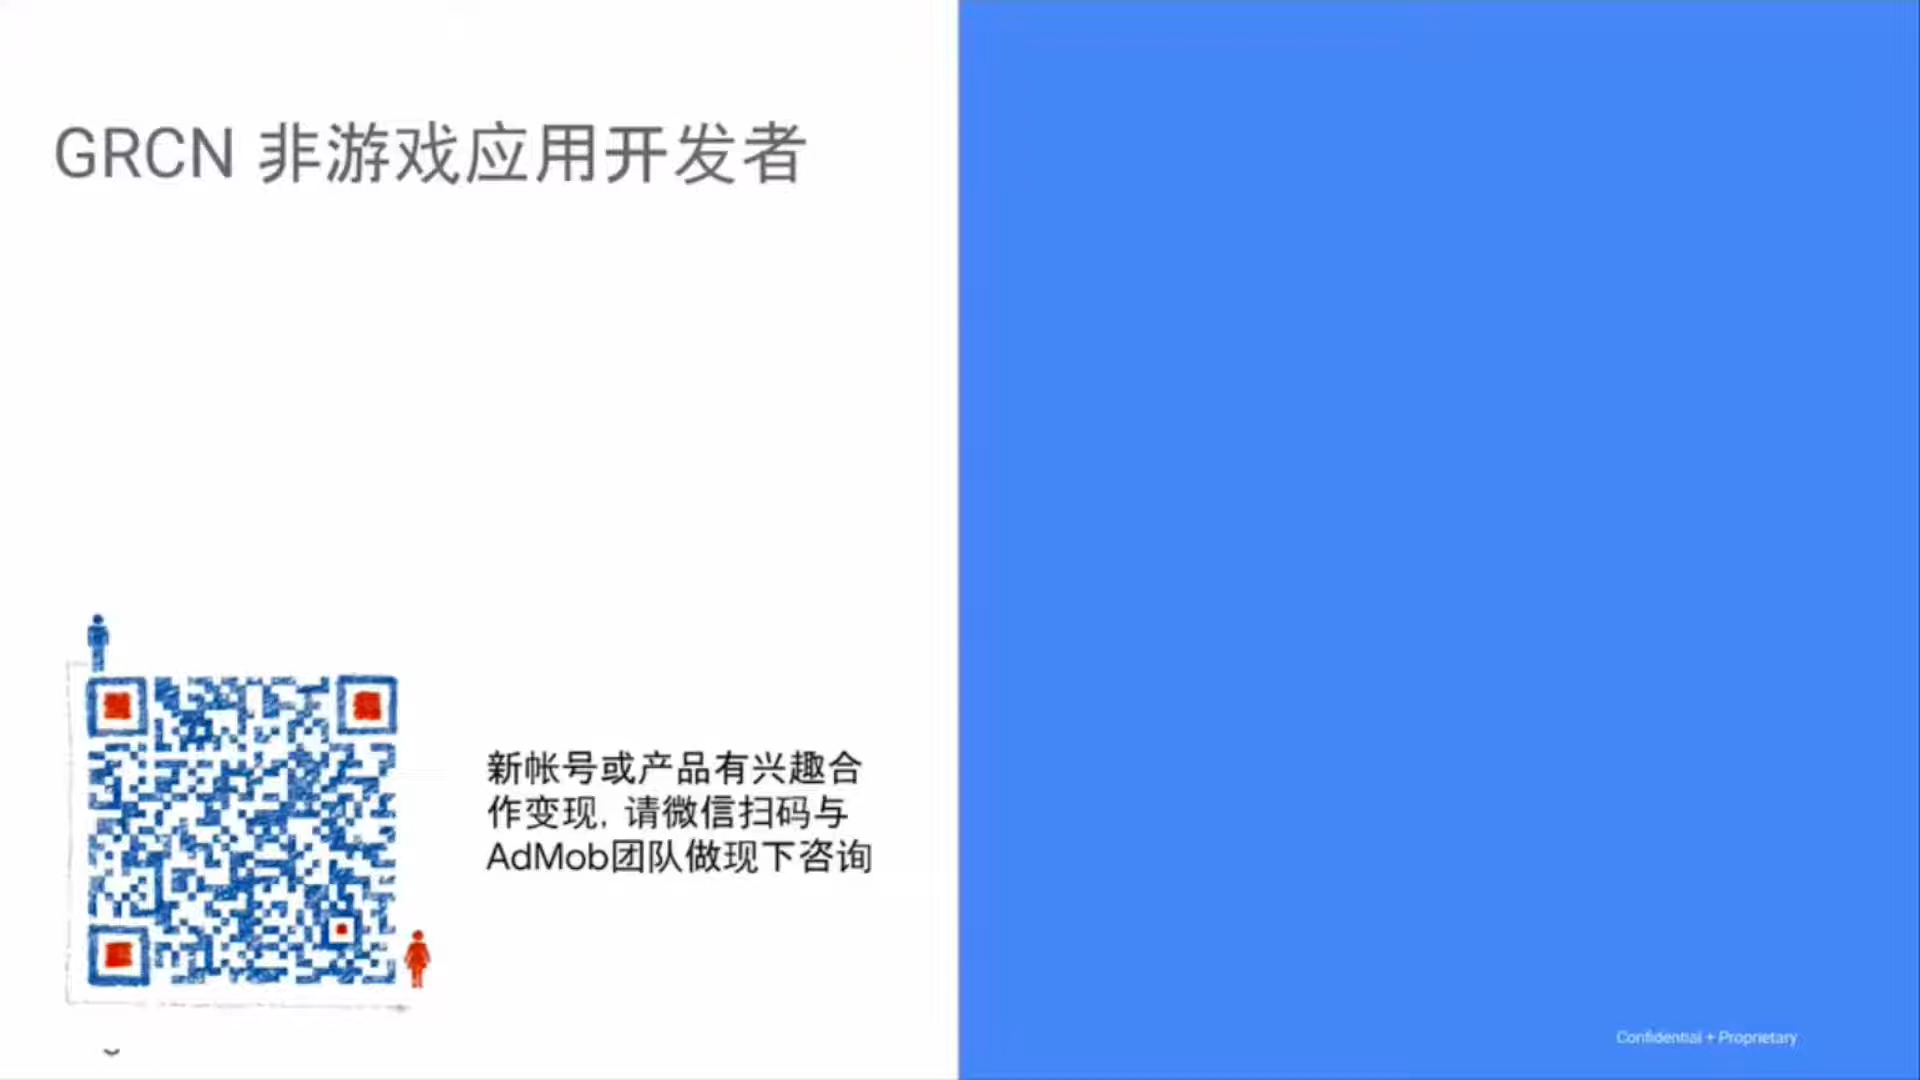 GRCN 非游戏应用开发者
新帐号或产品有兴趣合
作变现, 请微信扫码与
AdMob团队做现下咨询
Confidential + Proprietary